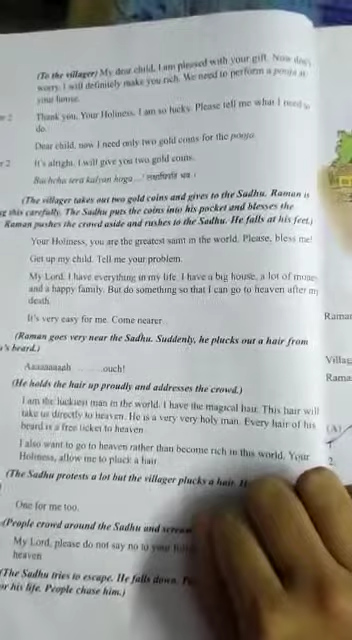 (To the villager) My dear child, I am pleased with your gift. Now don't
worry. I will definitely make you rich. We need to perform a pooja at
your house.
Thank you, Your Holiness. I am so lucky. Please tell me what I need to
do.
Dear child, now I need only two gold coins for the pooja.
It's alright. I will give you two gold coins.
Bachcha tera kalyan hoga
(The villager takes out two gold coins and gives to the Sadhu. Raman is
this carefully. The Sadhu puts the coins into his pocket and blesses the
Raman pushes the crowd aside and rushes to the Sadhu. He falls at his feet.)
Your Holiness, you are the greatest saint in the world. Please, bless me!
Get up my child. Tell me your problem.
My Lord, I have everything in my life. I have a big house, a lot of money
and a happy family. But do something so that I can go to heaven after my
death.
It's very easy for me. Come nearer.
(Raman goes very near the Sadhu. Suddenly, he plucks out a hair from
's beard.)
Aaaaaaaah ........ouch!
(He holds the hair up proudly and addresses the crowd.)
I am the luckiest man in the world. I have the magical hair. This hair will
take us directly to heaven. He is a very very holy man. Every hair of his
beard is a free ticket to heaven.
I also want to go to heaven rather than become rich in this world. Your
Holiness, allow me to pluck a hair.
(The Sadhu protests a lot but the villager plucks a hair.
One for me too.
(People crowd around the Sadhu and scream
My Lord, please do not say no to your
heaven
(The Sadhu tries to escape. He falls down.
or his life. People chase him.)
Raman
Villag
Rama
(A)
1
2